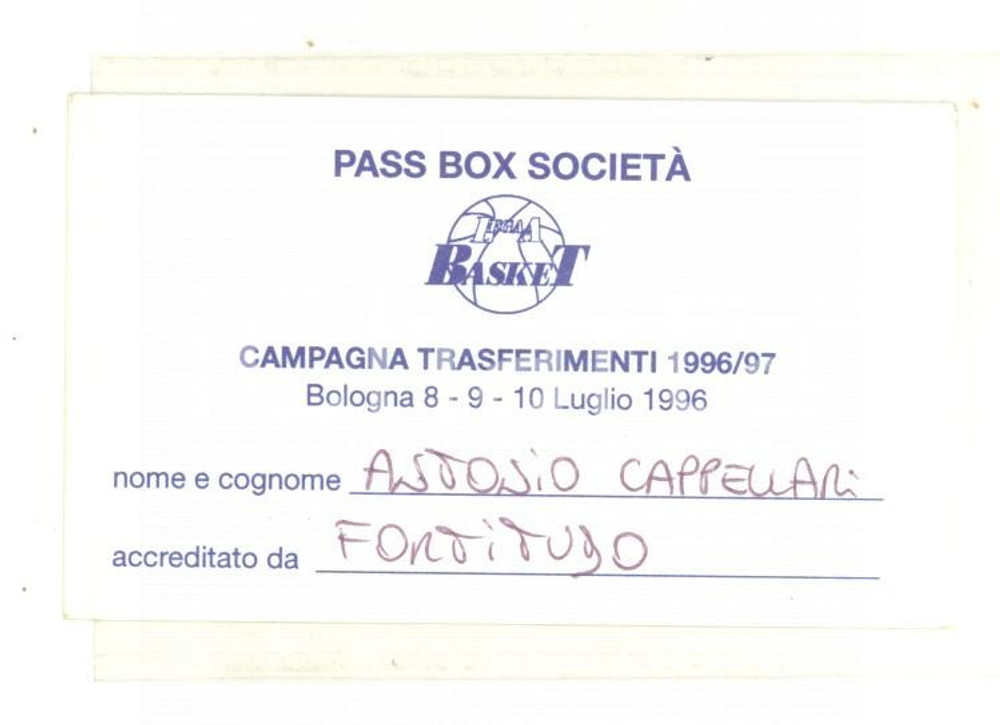 PASS BOX SOCIETÀ
LEGA A
BASKET
CAMPAGNA TRASFERIMENTI 1996/97
Bologna 8 - 9 - 10 Luglio 1996
nome e cognome ANTONIO CAPPELLARI
accreditato da FORTITUDO